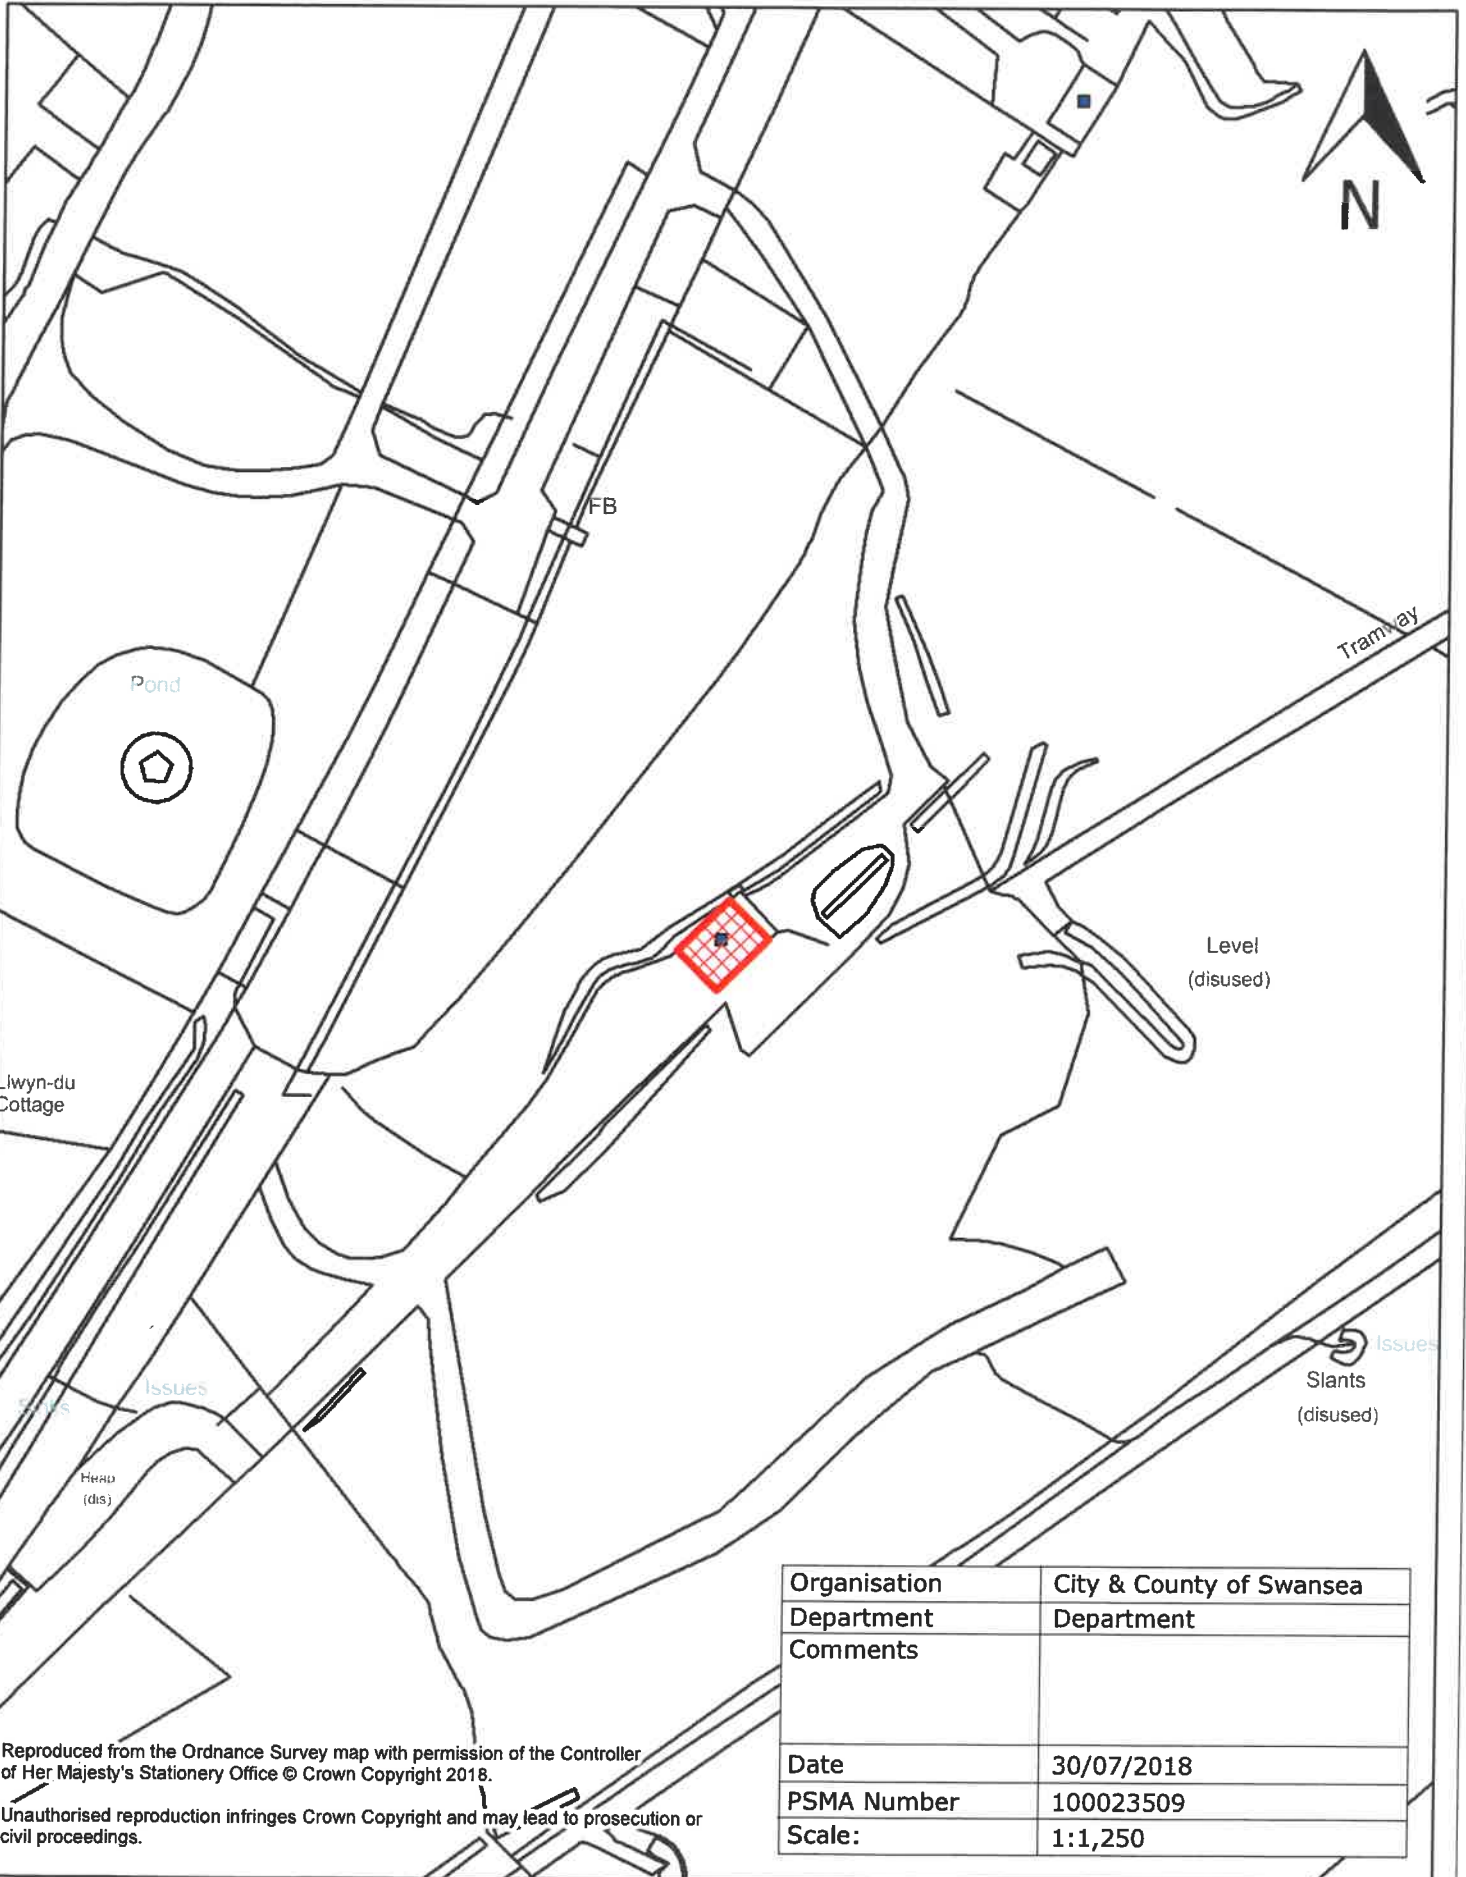 N
FB
Tramway
Pond
Level
(disused)
Llwyn-du
Cottage
Issues
Slants
(disused)
Issues
Sinks
Heap
(dis)
Organisation City & County of Swansea
Department Department
Comments
Date 30/07/2018
PSMA Number 100023509
Scale: 1:1,250
Reproduced from the Ordnance Survey map with permission of the Controller
of Her Majesty's Stationery Office © Crown Copyright 2018.
Unauthorised reproduction infringes Crown Copyright and may lead to prosecution or
civil proceedings.